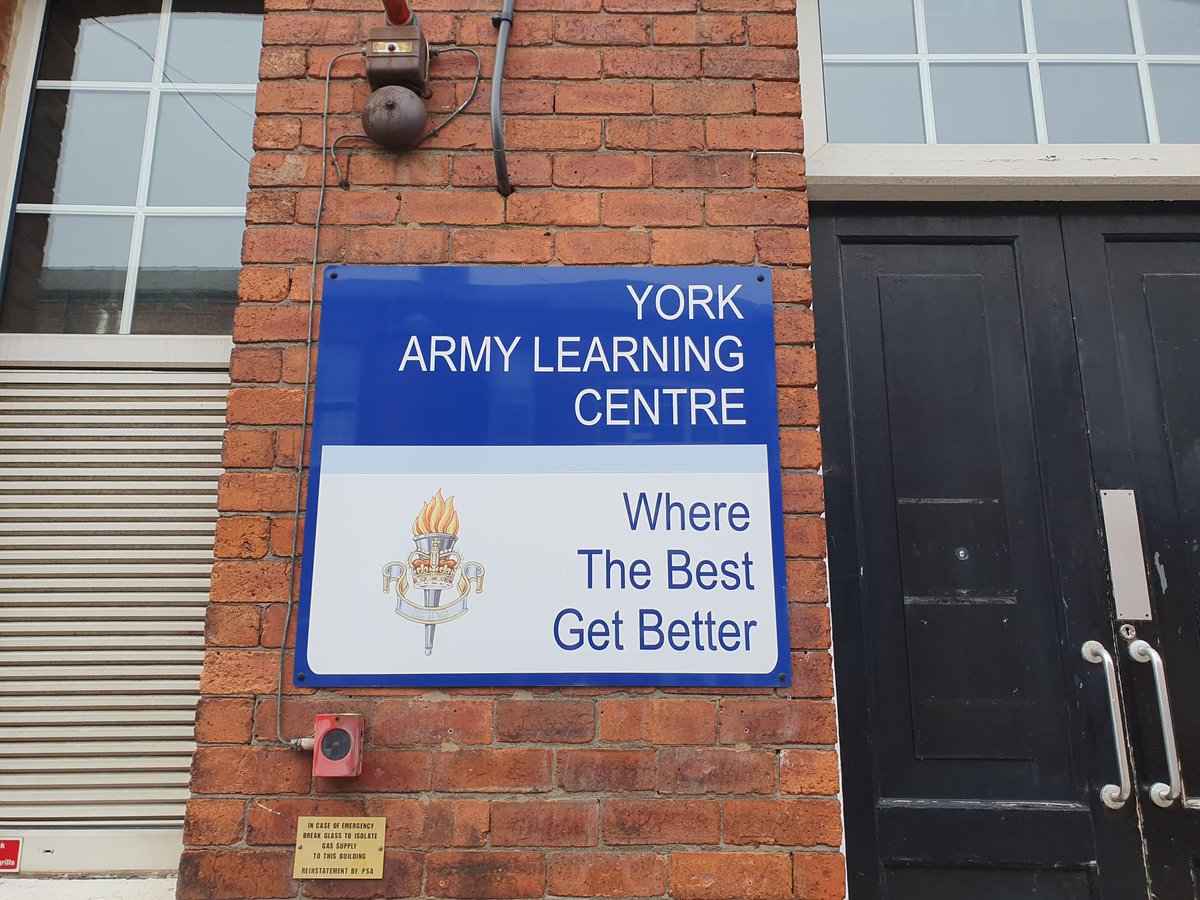 YORK
ARMY LEARNING
CENTRE
Where
The Best
Get Better
IN CASE OF EMERGENCY
BREAK GLASS TO ISOLATE
GAS SUPPLY
TO THIS BUILDING
REINSTATEMENT BY PSA
grills